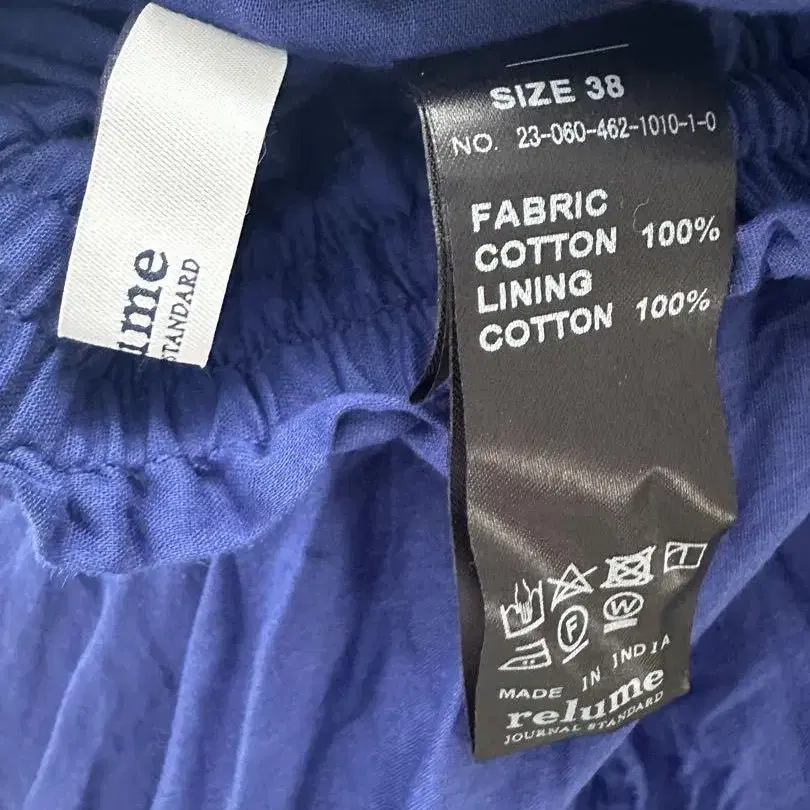 ume
STANDARD
SIZE 38
NO. 23-060-462-1010-1-0
FABRIC
COTTON 100%
LINING
COTTON 100%
F
W
MADE IN INDIA
relume
JOURNAL STANDARD